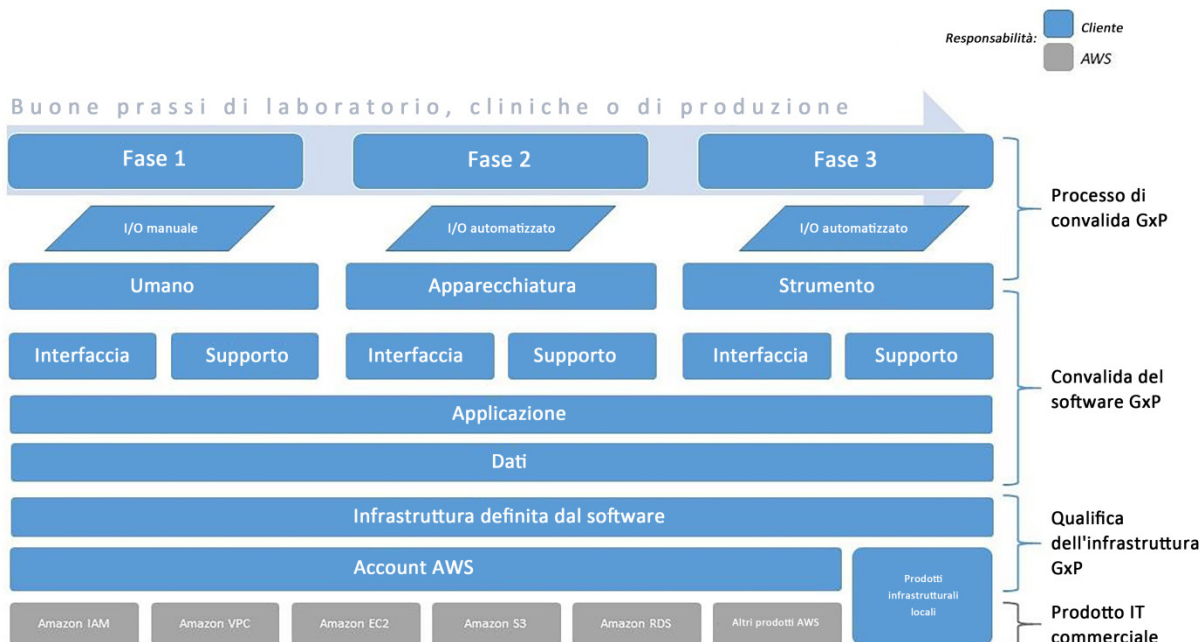 Responsabilità:
Cliente
AWS
Buone prassi di laboratorio, cliniche o di produzione
Fase 1
Fase 2
Fase 3
I/O manuale
I/O automatizzato
I/O automatizzato
Processo di
convalida GxP
Umano
Apparecchiatura
Strumento
Interfaccia
Supporto
Interfaccia
Supporto
Interfaccia
Supporto
Convalida del
software GxP
Applicazione
Dati
Infrastruttura definita dal software
Qualifica
dell'infrastruttura
GxP
Account AWS
Prodotti
infrastrutturali
locali
Amazon IAM
Amazon VPC
Amazon EC2
Amazon S3
Amazon RDS
Altri prodotti AWS
Prodotto IT
commerciale